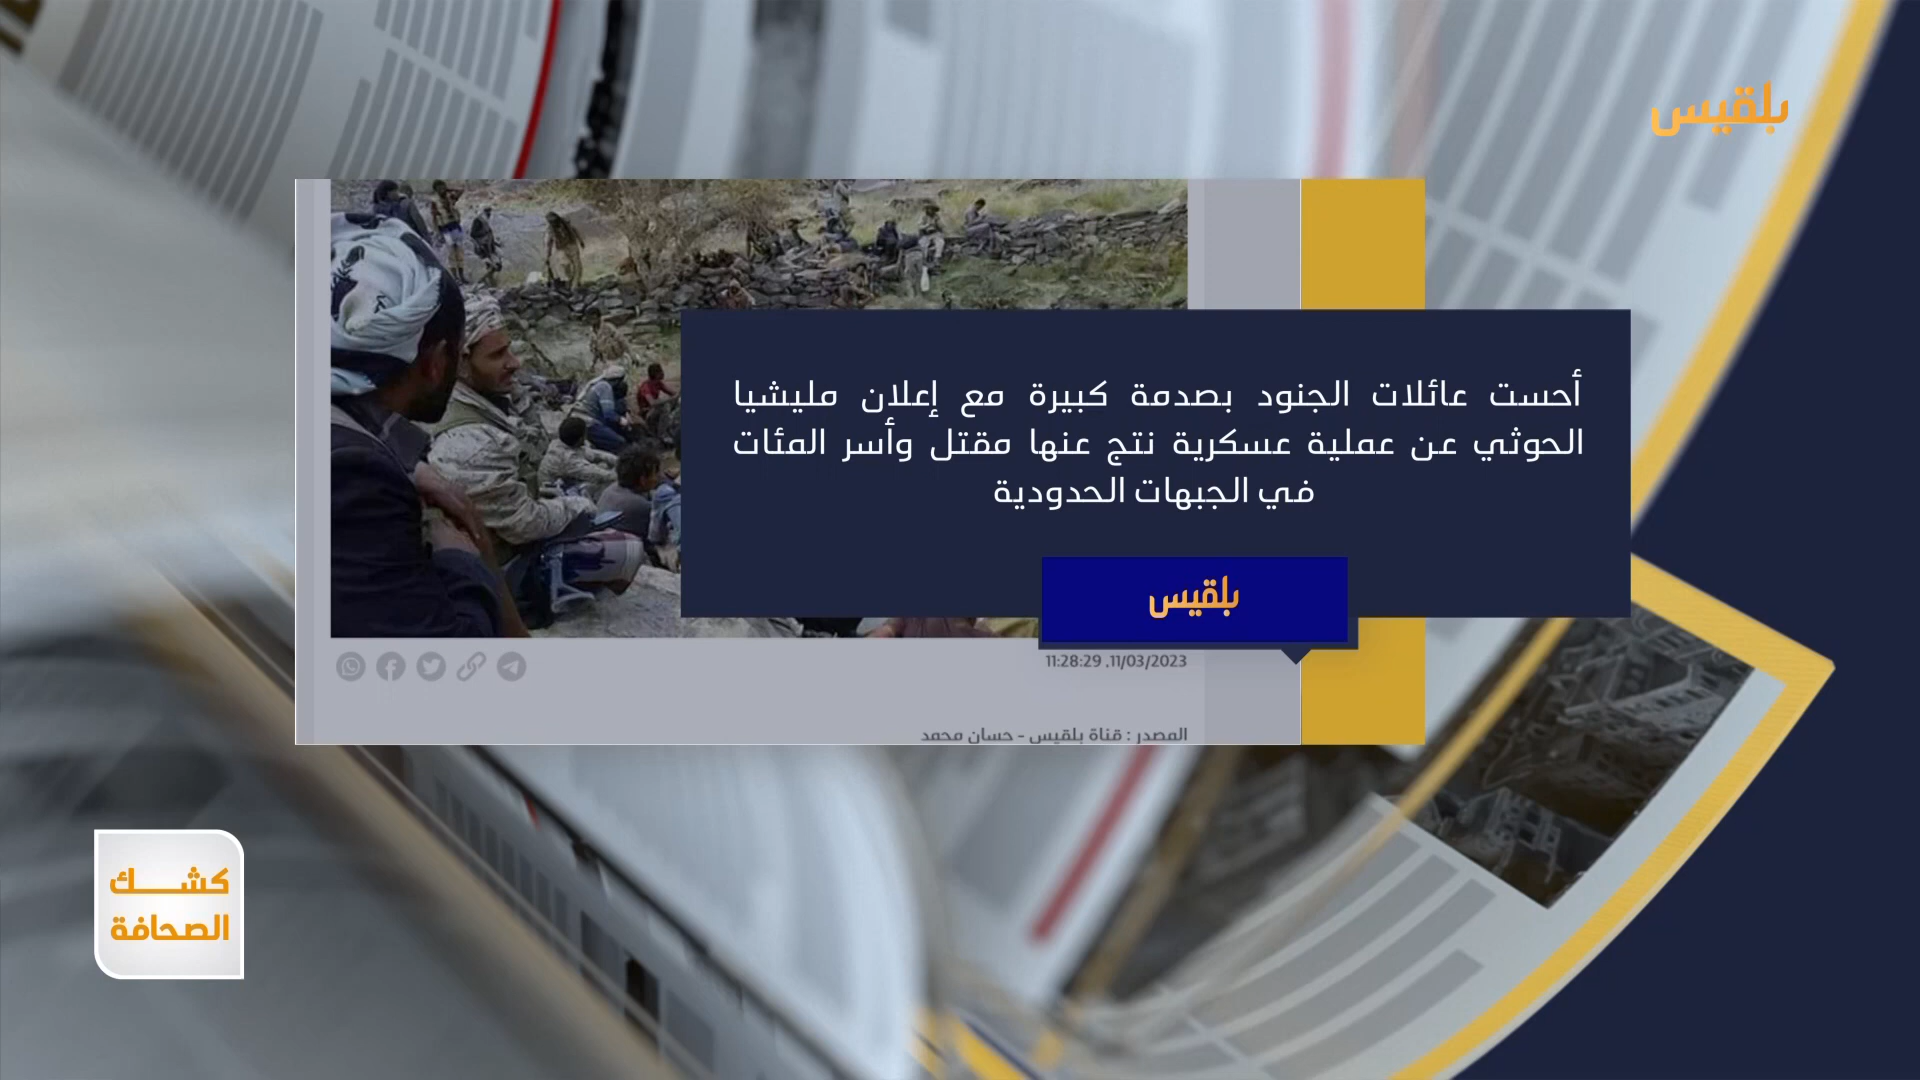 بلقيس
أحست عائلات الجنود بصدمة كبيرة مع إعلان مليشيا
الحوثي عن عملية عسكرية نتج عنها مقتل وأسر المئات
في الجبهات الحدودية
بلقيس
11:28:29 ,11/03/2023
المصدر : قناة بلقيس - حسان محمد
كشك
الصحافة